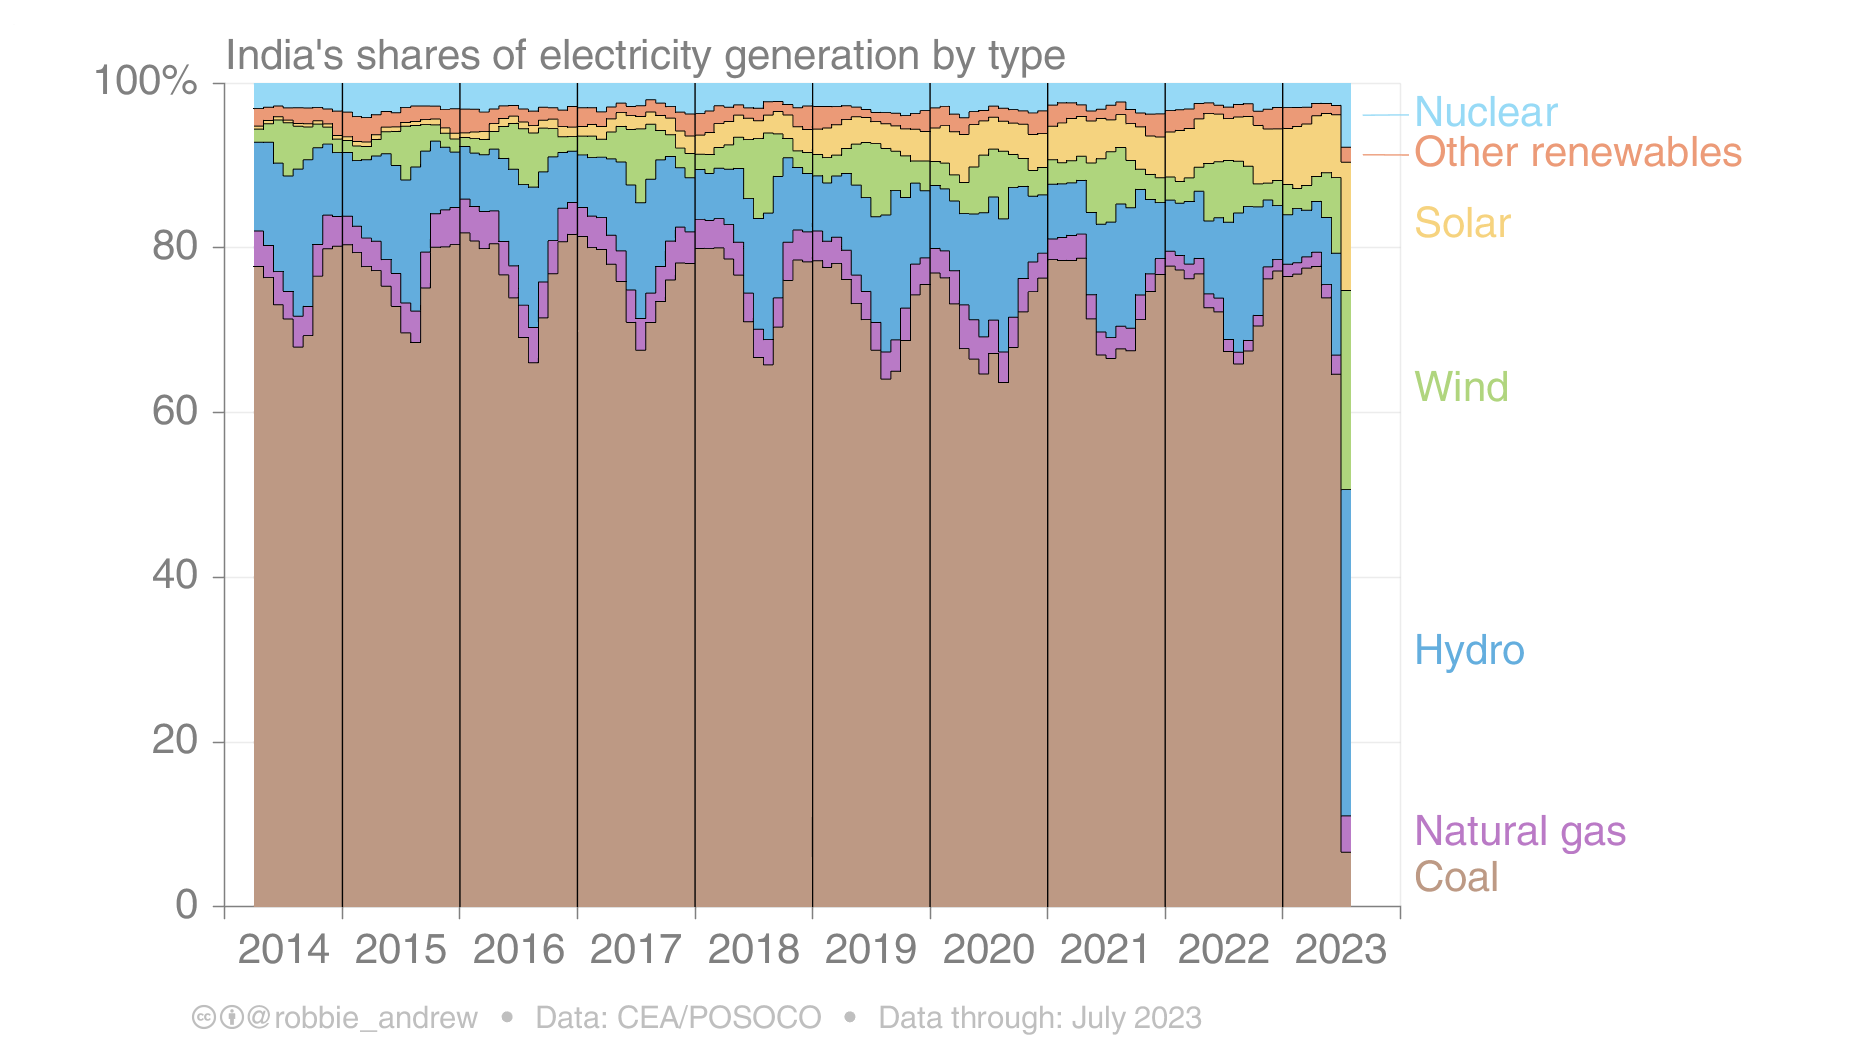 India's shares of electricity generation by type
100%
80
60
40
20
0
Nuclear
Other renewables
Solar
Wind
Hydro
Natural gas
Coal
2014 2015 2016 2017 2018 2019 2020 2021 2022 2023
@robbie_andrew • Data: CEA/POSOCO • Data through: July 2023